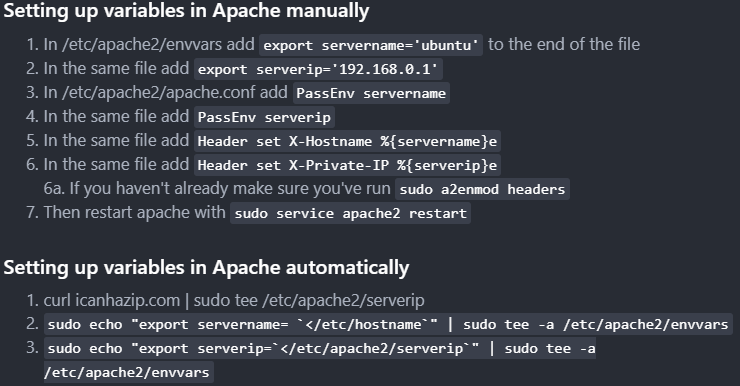 Setting up variables in Apache manually
1. In /etc/apache2/envvars add export servername='ubuntu' to the end of the file
2. In the same file add export serverip='192.168.0.1'
3. In /etc/apache2/apache.conf add PassEnv servername
4. In the same file add PassEnv serverip
5. In the same file add Header set X-Hostname %{servername}e
6. In the same file add Header set X-Private-IP %{serverip}e
6a. If you haven't already make sure you've run sudo a2enmod headers
7. Then restart apache with sudo service apache2 restart
Setting up variables in Apache automatically
1. curl icanhazip.com | sudo tee /etc/apache2/serverip
2. sudo echo "export servername= `</etc/hostname`" | sudo tee -a /etc/apache2/envvars
3. sudo echo "export serverip=`</etc/apache2/serverip`" | sudo tee -a
/etc/apache2/envvars